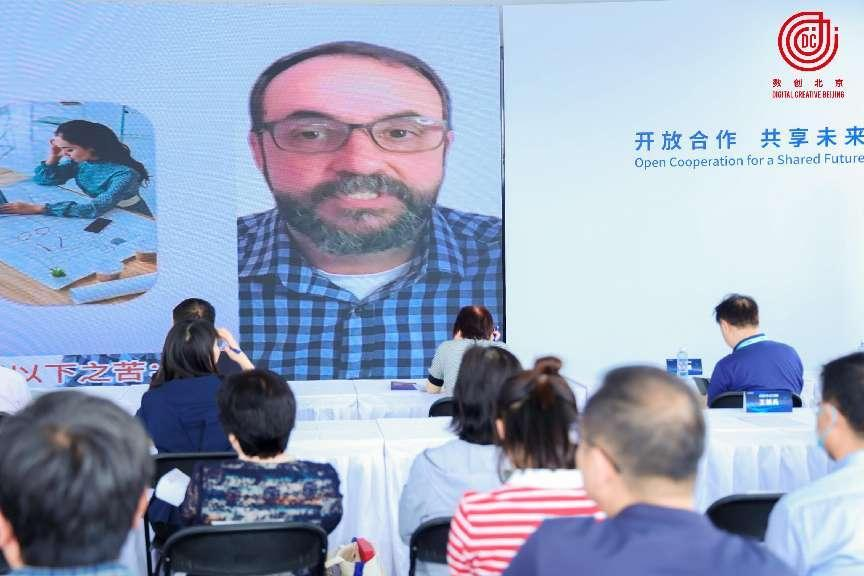 数创北京
DIGITAL CREATIVE BEIJING
开放合作 共享未来
Open Cooperation for a Shared Future
以下之苦